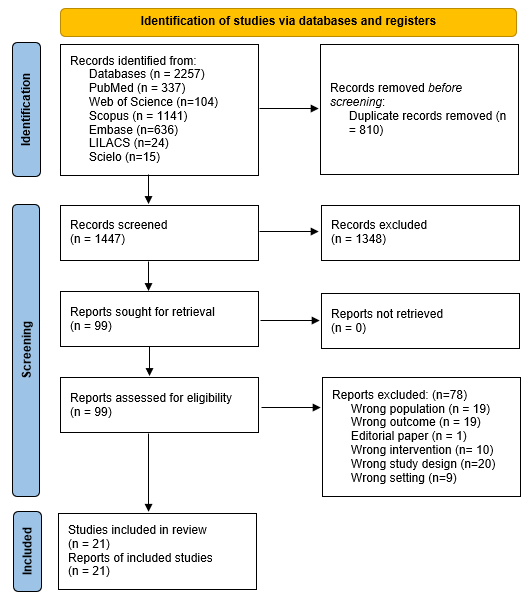 Identification of studies via databases and registers
Identification
Records identified from:
Databases (n = 2257)
PubMed (n = 337)
Web of Science (n=104)
Scopus (n = 1141)
Embase (n=636)
LILACS (n=24)
Scielo (n=15)
Records removed before
screening:
Duplicate records removed (n
= 810)
Screening
Records screened
(n = 1447)
Records excluded
(n = 1348)
Reports sought for retrieval
(n = 99)
Reports not retrieved
(n = 0)
Reports assessed for eligibility
(n = 99)
Reports excluded: (n=78)
Wrong population (n = 19)
Wrong outcome (n = 19)
Editorial paper (n = 1)
Wrong intervention (n= 10)
Wrong study design (n=20)
Wrong setting (n=9)
Included
Studies included in review
(n = 21)
Reports of included studies
(n = 21)